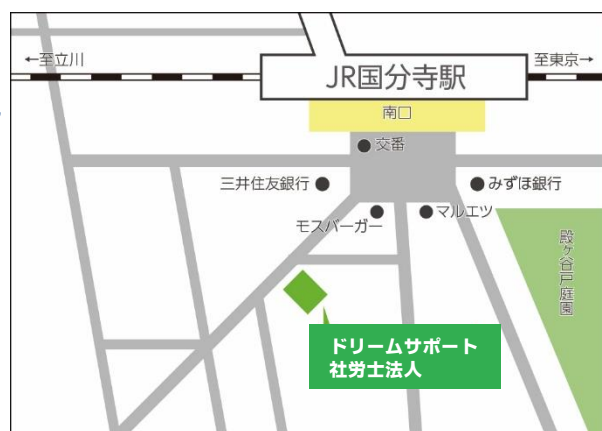 ←至立川
至東京→
JR国分寺駅
南口
交番
三井住友銀行
みずほ銀行
モスバーガー
マルエツ
殿ヶ谷戸庭園
ドリームサポート
社労士法人